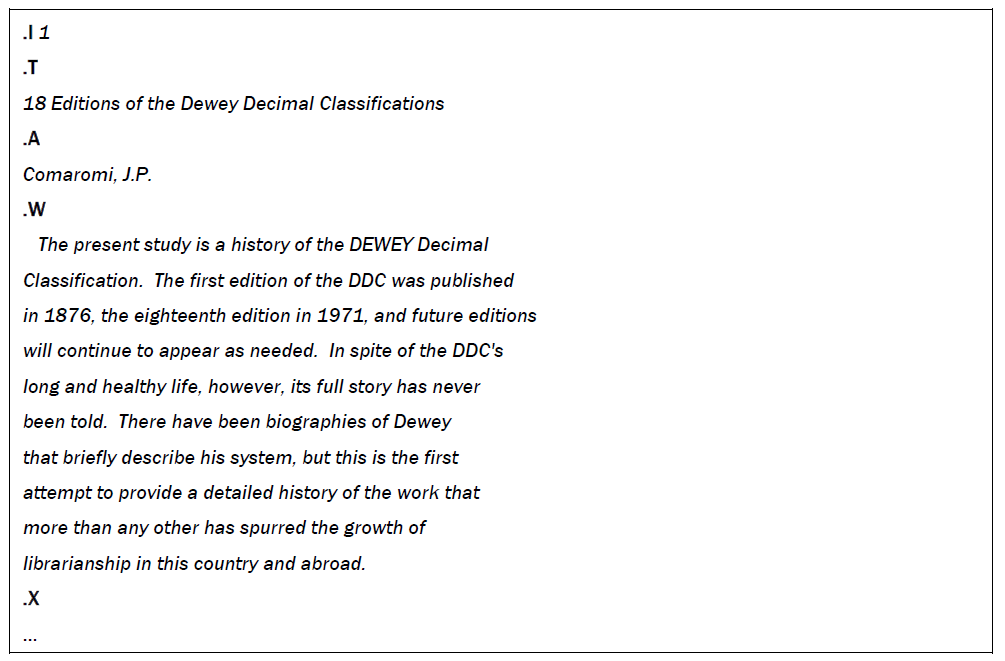 .I 1
.T
18 Editions of the Dewey Decimal Classifications
.A
Comaromi, J.P.
.W
The present study is a history of the DEWEY Decimal
Classification.  The first edition of the DDC was published
in 1876, the eighteenth edition in 1971, and future editions
will continue to appear as needed.  In spite of the DDC's
long and healthy life, however, its full story has never
been told.  There have been biographies of Dewey
that briefly describe his system, but this is the first
attempt to provide a detailed history of the work that
more than any other has spurred the growth of
librarianship in this country and abroad.
.X
...